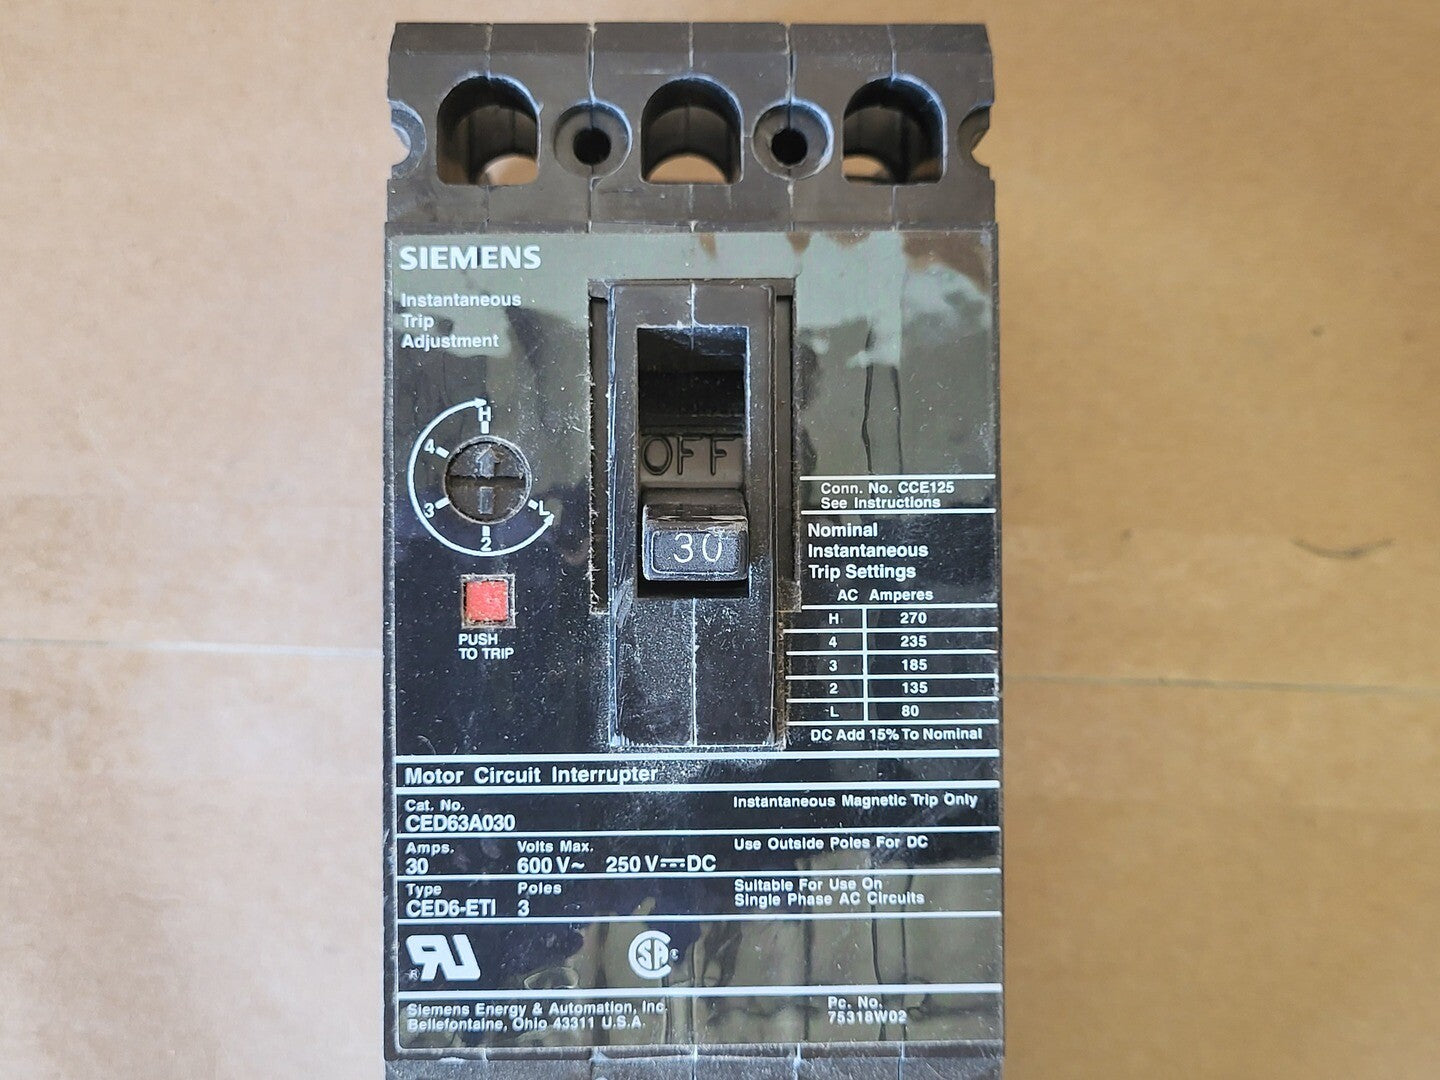 SIEMENS
Instantaneous
Trip
Adjustment
H
4
3
L
2
PUSH
TO TRIP
OFF
30
Conn. No. CCE125
See Instructions
Nominal
Instantaneous
Trip Settings
AC Amperes
H 270
4 235
3 185
2 135
L 80
DC Add 15% To Nominal
Motor Circuit Interrupter
Cat. No. Instantaneous Magnetic Trip Only
CED63A030
Amps. Volts Max. Use Outside Poles For DC
30 600 V~ 250 V⎓DC
Type Poles Suitable For Use On
CED6-ETI 3 Single Phase AC Circuits
RU ® SA
Siemens Energy & Automation, Inc. Pc. No.
Bellefontaine, Ohio 43311 U.S.A. 75318W02